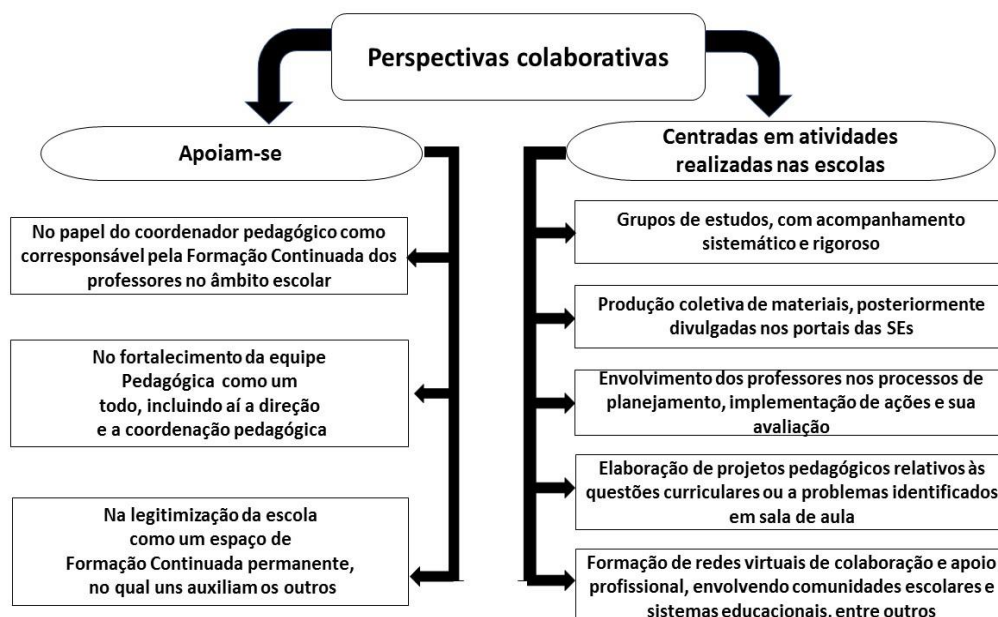 Perspectivas colaborativas
Apoiam-se
No papel do coordenador pedagógico como
corresponsável pela Formação Continuada dos
professores no âmbito escolar
No fortalecimento da equipe
Pedagógica como um
todo, incluindo aí a direção
e a coordenação pedagógica
Na legitimização da escola
como um espaço de
Formação Continuada permanente,
no qual uns auxiliam os outros
Centradas em atividades
realizadas nas escolas
Grupos de estudos, com acompanhamento
sistemático e rigoroso
Produção coletiva de materiais, posteriormente
divulgadas nos portais das SEs
Envolvimento dos professores nos processos de
planejamento, implementação de ações e sua
avaliação
Elaboração de projetos pedagógicos relativos às
questões curriculares ou a problemas identificados
em sala de aula
Formação de redes virtuais de colaboração e apoio
profissional, envolvendo comunidades escolares e
sistemas educacionais, entre outros